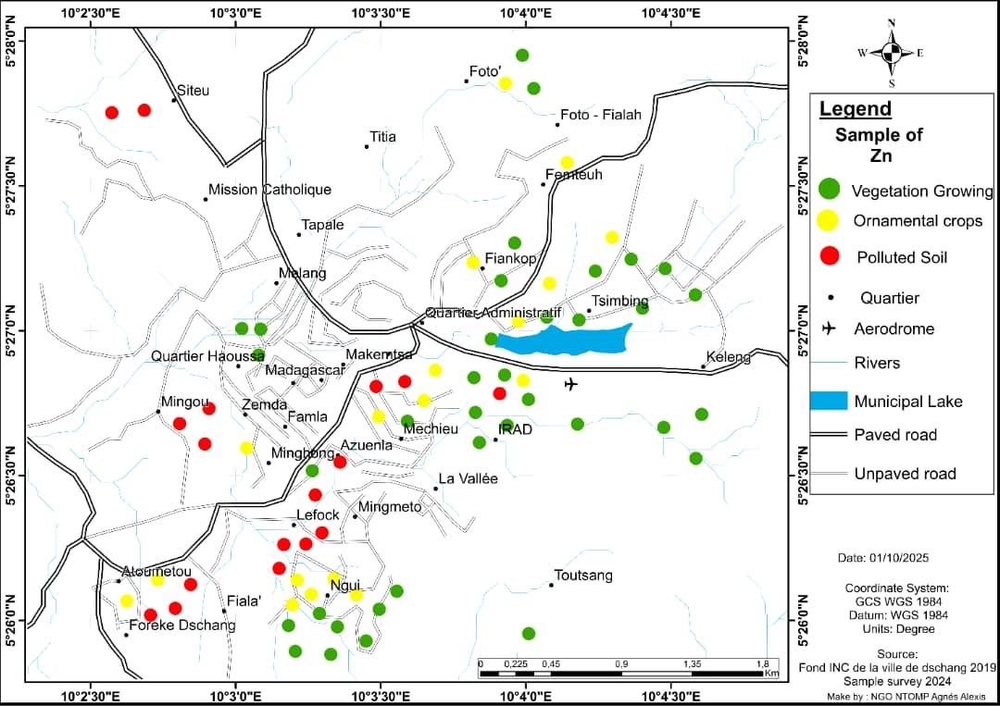 10°2'30"E 10°3'0"E 10°3'30"E 10°4'0"E 10°4'30"E
5°28'0"N 5°28'0"N
5°27'30"N 5°27'30"N
5°27'0"N 5°27'0"N
5°26'30"N 5°26'30"N
5°26'0"N 5°26'0"N
Foto'
Siteu
Foto - Fialah
Titia
Femteuh
Mission Catholique
Tapale
Fiankop
Melang
Tsimbing
Quartier Administratif
Quartier Haoussa
Makemtsa
Keleng
Madagascar
Mingou
Zemda
Famla
Mechieu
IRAD
Azuenla
Minghong
La Vallée
Mingmeto
Lefock
Aloumetou
Toutsang
Ngui
Fiala'
Foreke Dschang
0 0,225 0,45 0,9 1,35 1,8
Km
10°2'30"E 10°3'0"E 10°3'30"E 10°4'0"E 10°4'30"E
N
W E
S
Legend
Sample of
Zn
Vegetation Growing
Ornamental crops
Polluted Soil
Quartier
Aerodrome
Rivers
Municipal Lake
Paved road
Unpaved road
Date: 01/10/2025
Coordinate System:
GCS WGS 1984
Datum: WGS 1984
Units: Degree
Source:
Fond INC de la ville de dschang 2019
Sample survey 2024
Make by : NGO NTOMP Agnés Alexis